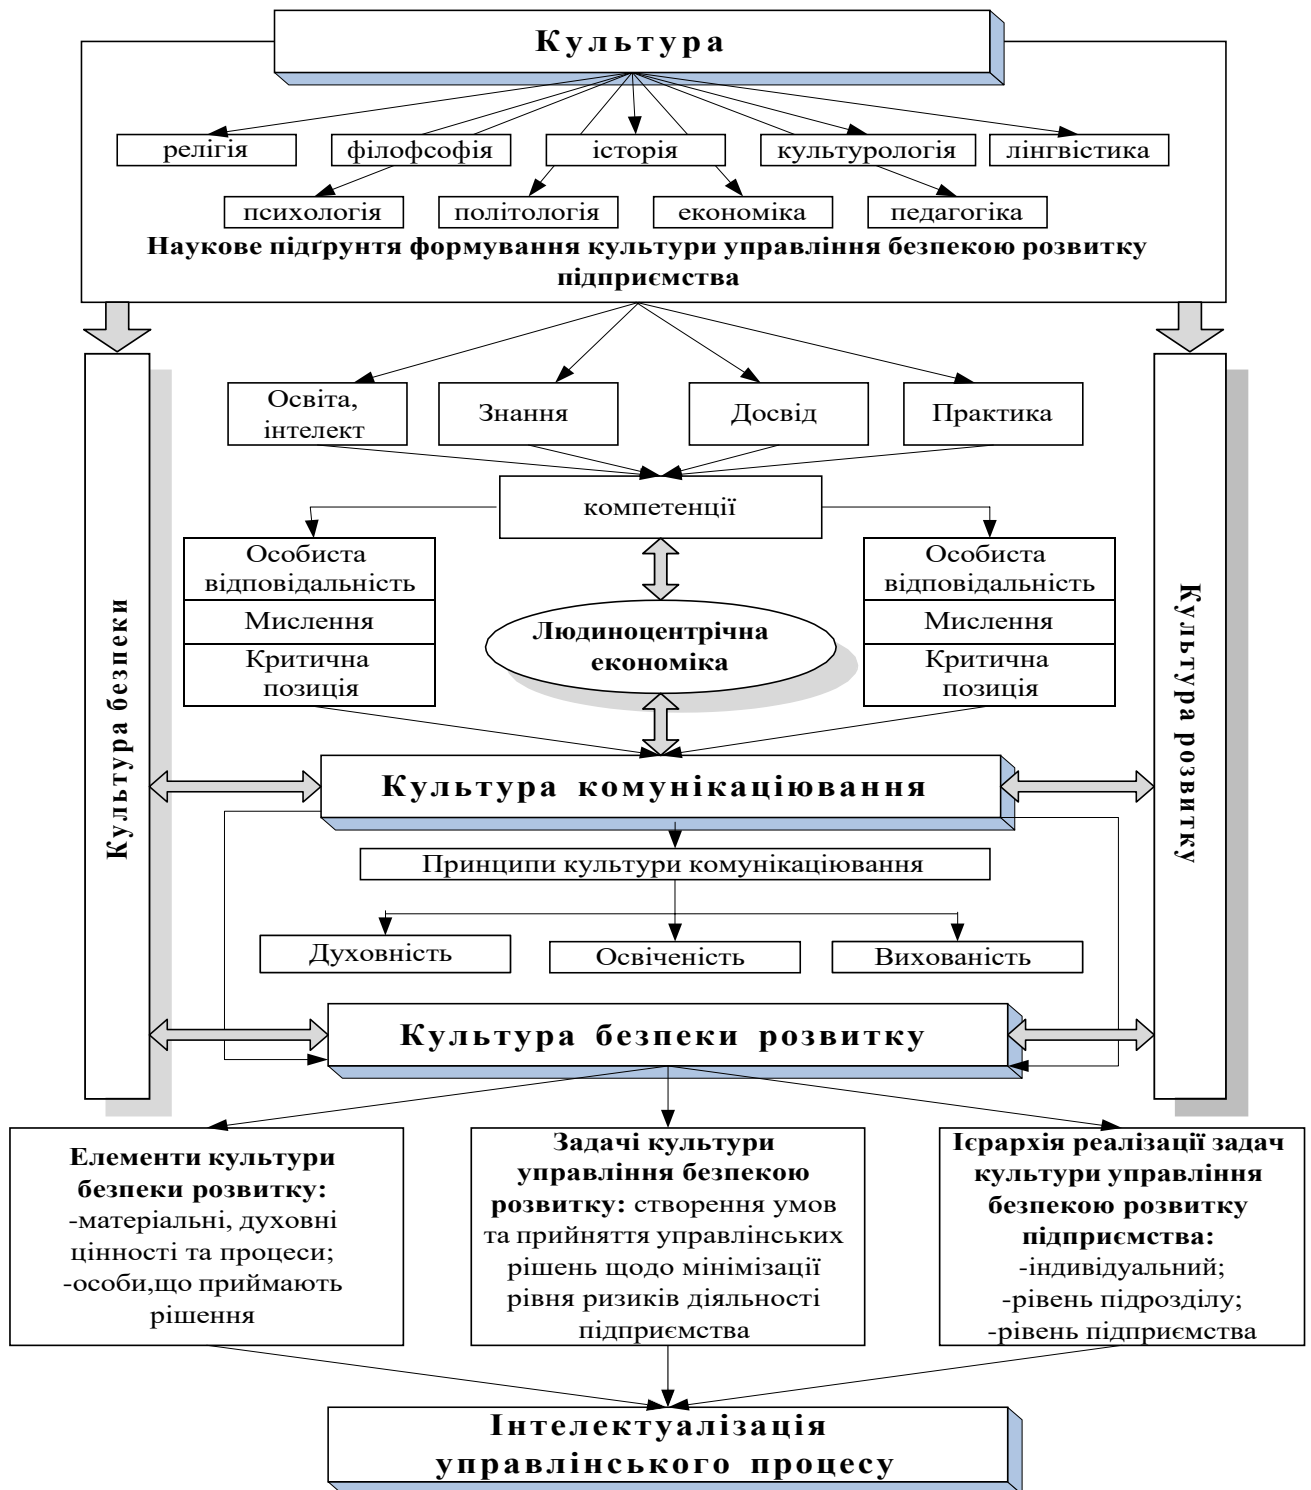 Культура
релігія
філофсофія
історія
культурологія
лінгвістика
психологія
політологія
економіка
педагогіка
Наукове підґрунтя формування культури управління безпекою розвитку
підприємства
Освіта,
інтелект
Знання
Досвід
Практика
компетенції
Особиста
відповідальність
Мислення
Критична
позиція
Людиноцентрічна
економіка
Особиста
відповідальність
Мислення
Критична
позиція
Культура безпеки
Культура розвитку
Культура комунікаціювання
Принципи культури комунікаціювання
Духовність
Освіченість
Вихованість
Культура безпеки розвитку
Елементи культури
безпеки розвитку:
-матеріальні, духовні
цінності та процеси;
-особи,що приймають
рішення
Задачі культури
управління безпекою
розвитку: створення умов
та прийняття управлінських
рішень щодо мінімізації
рівня ризиків діяльності
підприємства
Ієрархія реалізації задач
культури управління
безпекою розвитку
підприємства:
-індивідуальний;
-рівень підрозділу;
-рівень підприємства
Інтелектуалізація
управлінського процесу